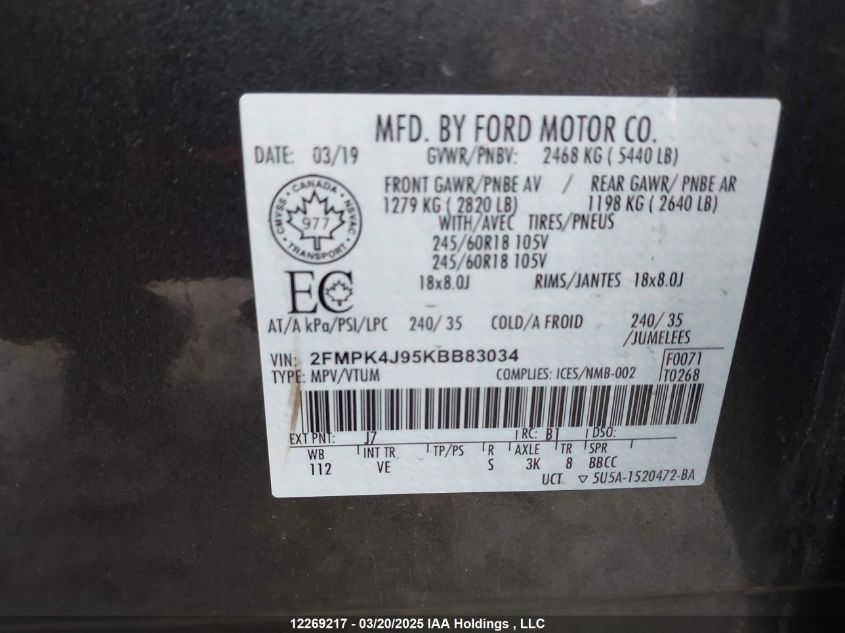 MFD. BY FORD MOTOR CO.
DATE: 03/19 GVWR/PNBV: 2468 KG ( 5440 LB)
FRONT GAWR/PNBE AV / REAR GAWR/ PNBE AR
1279 KG ( 2820 LB) 1198 KG ( 2640 LB)
WITH/AVEC TIRES/PNEUS
245/60R18 105V
245/60R18 105V
18x8.0J RIMS/JANTES 18x8.0J
CANADA
CMVSS NSVAC
977
TRANSPORT
EC
AT/A kPa/PSI/LPC 240/ 35 COLD/A FROID 240/ 35
/JUMELEES
VIN: 2FMPK4J95KBB83034 F0071
TYPE: MPV/VTUM COMPLIES: ICES/NMB-002 T0268
EXT PNT: J7 RC: B1 DSO:
WB INT TR TP/PS R AXLE TR SPR
112 VE S 3K 8 BBCC
UCT ▽ 5U5A-1520472-BA
12269217 - 03/20/2025 IAA Holdings , LLC